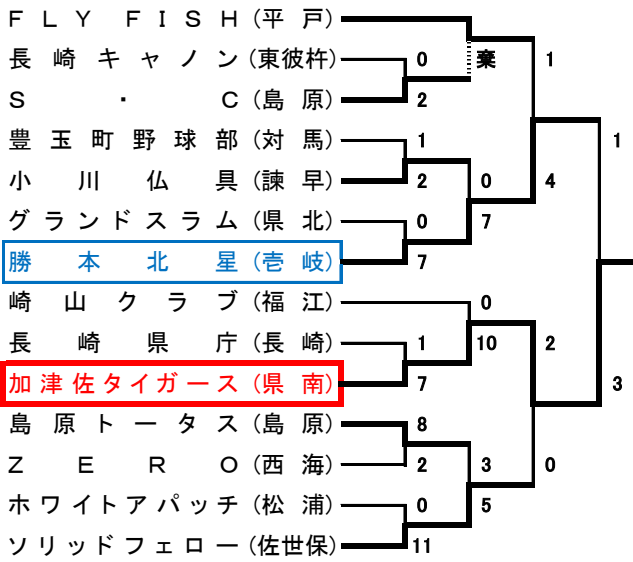 ＦＬＹ ＦＩＳＨ（平戸）
長崎キャノン（東彼杵） 0 棄 1
Ｓ・Ｃ（島原） 2
豊玉町野球部（対馬） 1 1
小川仏具（諫早） 2 0 4
グランドスラム（県北） 0 7
勝本北星（壱岐） 7
崎山クラブ（福江） 0
長崎県庁（長崎） 1 10 2
加津佐タイガース（県南） 7 3
島原トータス（島原） 8
ＺＥＲＯ（西海） 2 3 0
ホワイトアパッチ（松浦） 0 5
ソリッドフェロー（佐世保） 11